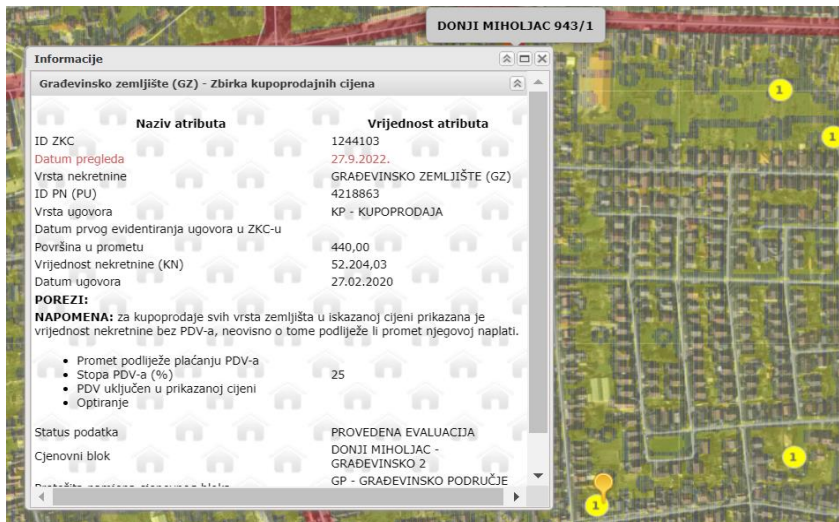 DONJI MIHOLJAC 943/1
Informacije
Građevinsko zemljište (GZ) - Zbirka kupoprodajnih cijena
Naziv atributa Vrijednost atributa
ID ZKC 1244103
Datum pregleda 27.9.2022.
Vrsta nekretnine GRAĐEVINSKO ZEMLJIŠTE (GZ)
ID PN (PU) 4218863
Vrsta ugovora KP - KUPOPRODAJA
Datum prvog evidentiranja ugovora u ZKC-u
Površina u prometu 440,00
Vrijednost nekretnine (KN) 52.204,03
Datum ugovora 27.02.2020
POREZI:
NAPOMENA: za kupoprodaje svih vrsta zemljišta u iskazanoj cijeni prikazana je
vrijednost nekretnine bez PDV-a, neovisno o tome podliježe li promet njegovoj naplati.
• Promet podliježe plaćanju PDV-a
• Stopa PDV-a (%) 25
• PDV uključen u prikazanoj cijeni
• Optiranje
Status podatka PROVEDENA EVALUACIJA
Cjenovni blok DONJI MIHOLJAC -
GRAĐEVINSKO 2
GP - GRAĐEVINSKO PODRUČJE
1
1
1
1